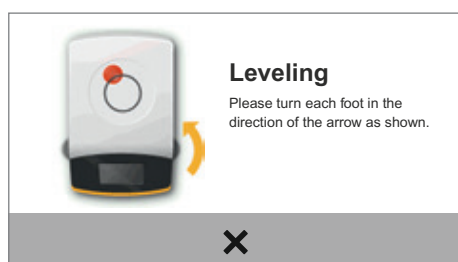 Leveling
Please turn each foot in the
direction of the arrow as shown.